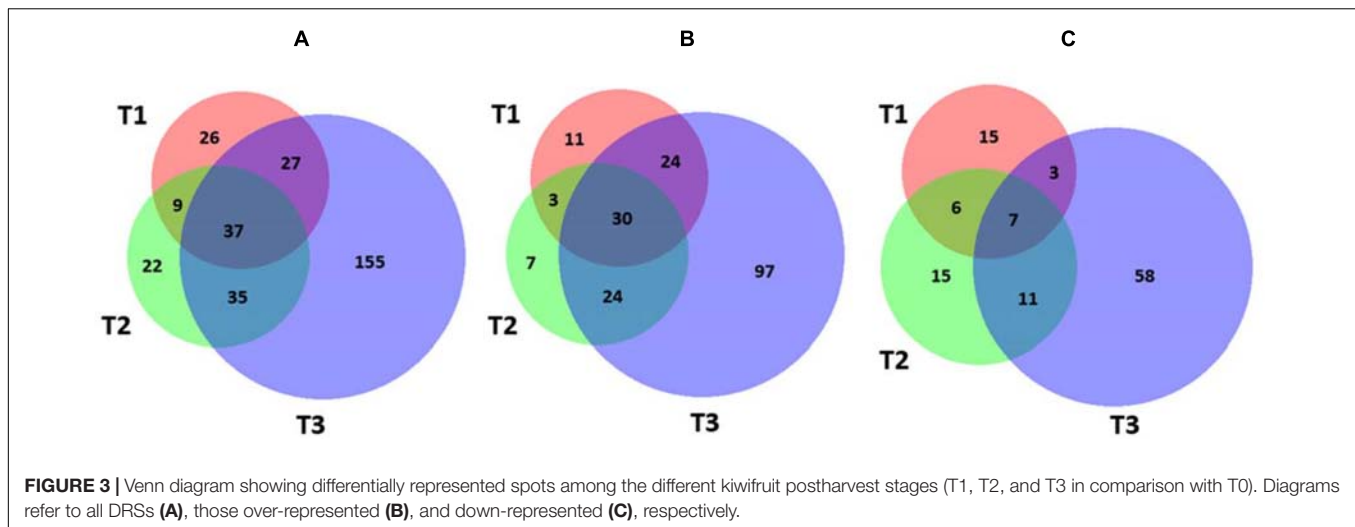 A
B
C
T1
26
27
9
37
22
155
35
T2
T3
T1
11
24
3
30
7
97
24
T2
T3
T1
15
3
6
7
15
58
11
T2
T3
FIGURE 3 | Venn diagram showing differentially represented spots among the different kiwifruit postharvest stages (T1, T2, and T3 in comparison with T0). Diagrams
refer to all DRSs (A), those over-represented (B), and down-represented (C), respectively.